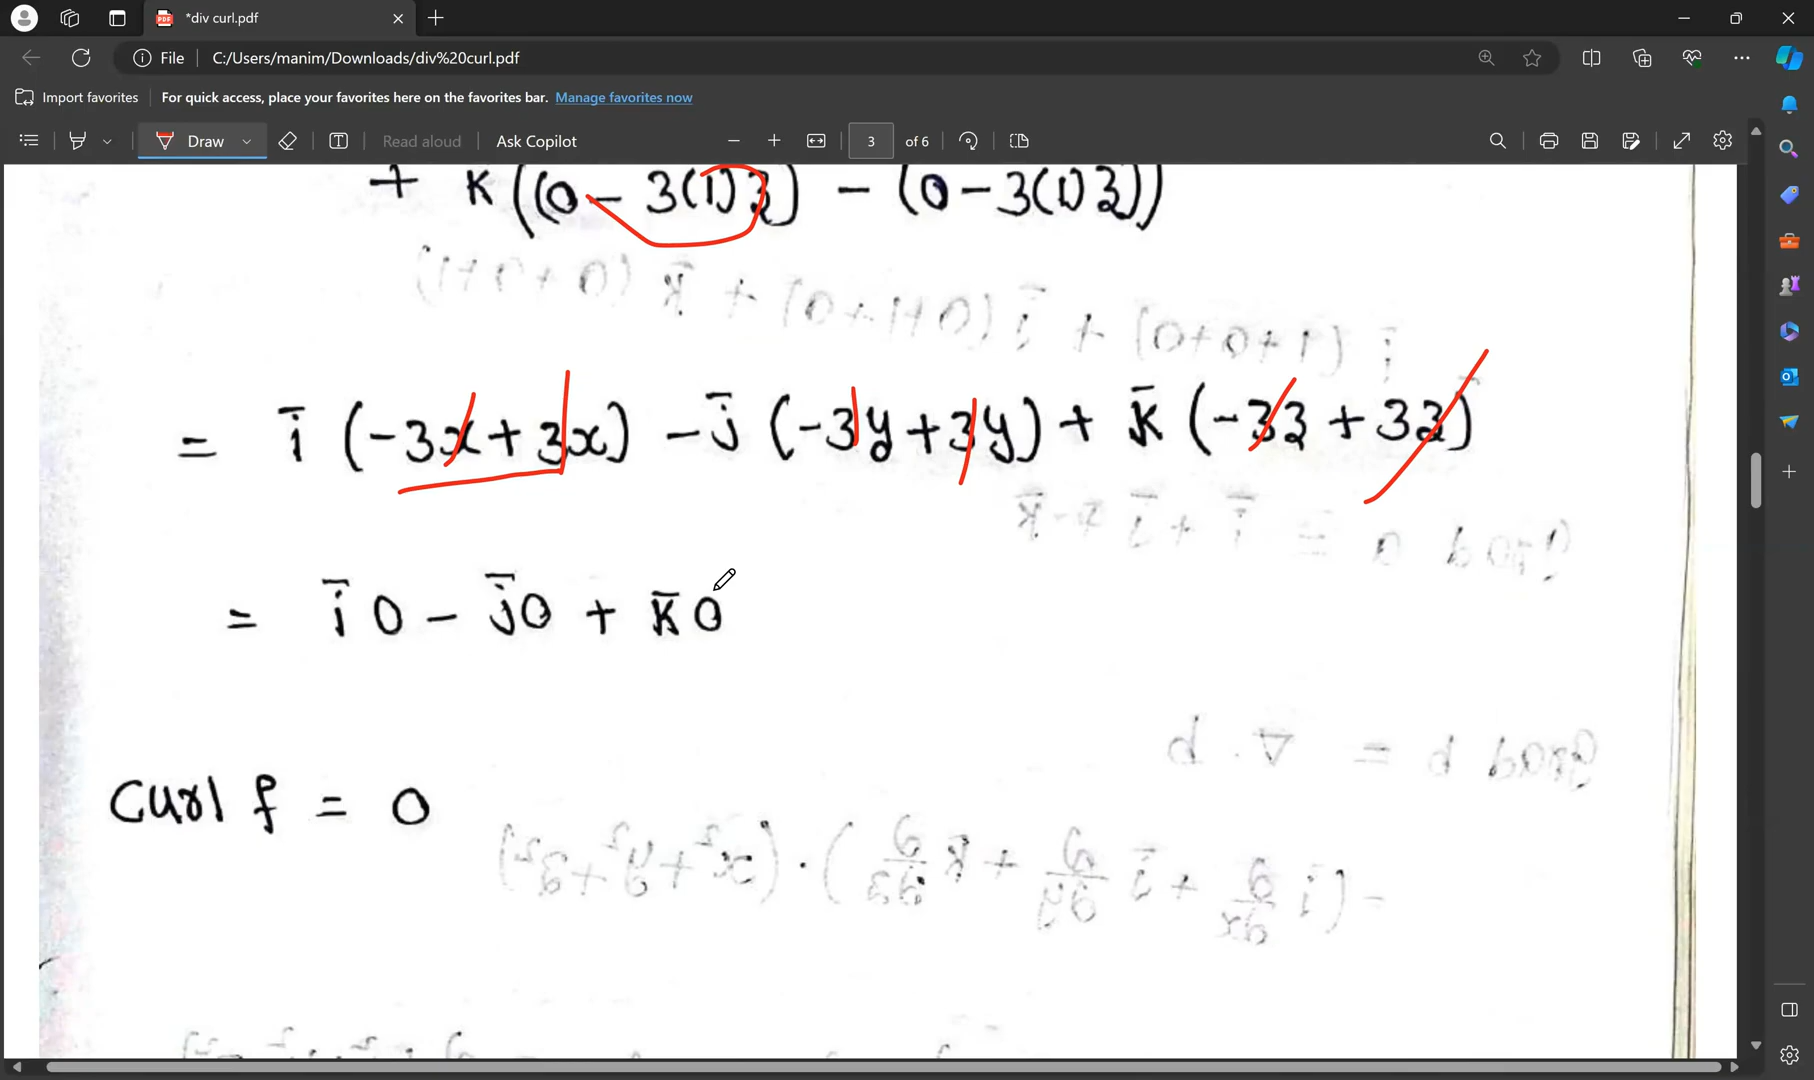 *div curl.pdf
File C:/Users/manim/Downloads/div%20curl.pdf
Import favorites For quick access, place your favorites here on the favorites bar. Manage favorites now
Draw Read aloud Ask Copilot 3 of 6
+ k((0 - 3(1)z) - (0 - 3(1)z))
= i̅ (-3x + 3x) - j̅ (-3y + 3y) + k̅ (-3z + 3z)
= i̅ 0 - j̅ 0 + k̅ 0
Curl f = 0